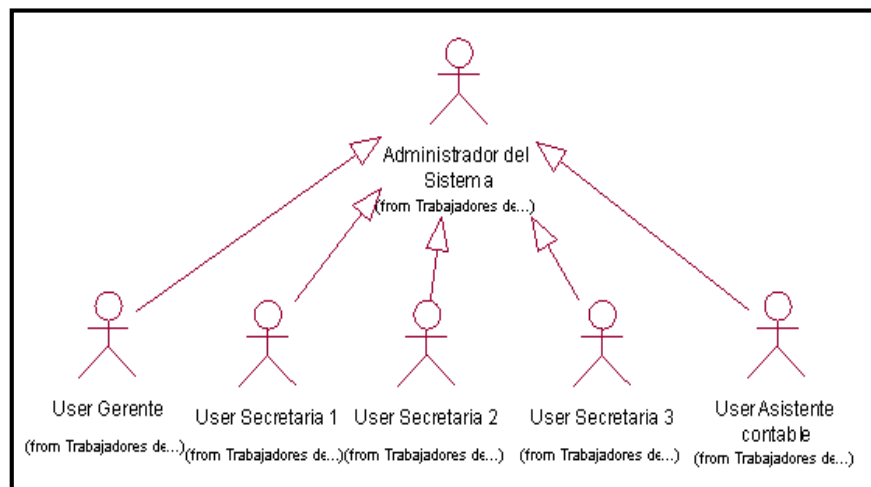 Administrador del
Sistema
(from Trabajadores de...)
User Gerente
(from Trabajadores de...)
User Secretaria 1
(from Trabajadores de...)
User Secretaria 2
(from Trabajadores de...)
User Secretaria 3
(from Trabajadores de...)
User Asistente
contable
(from Trabajadores de...)